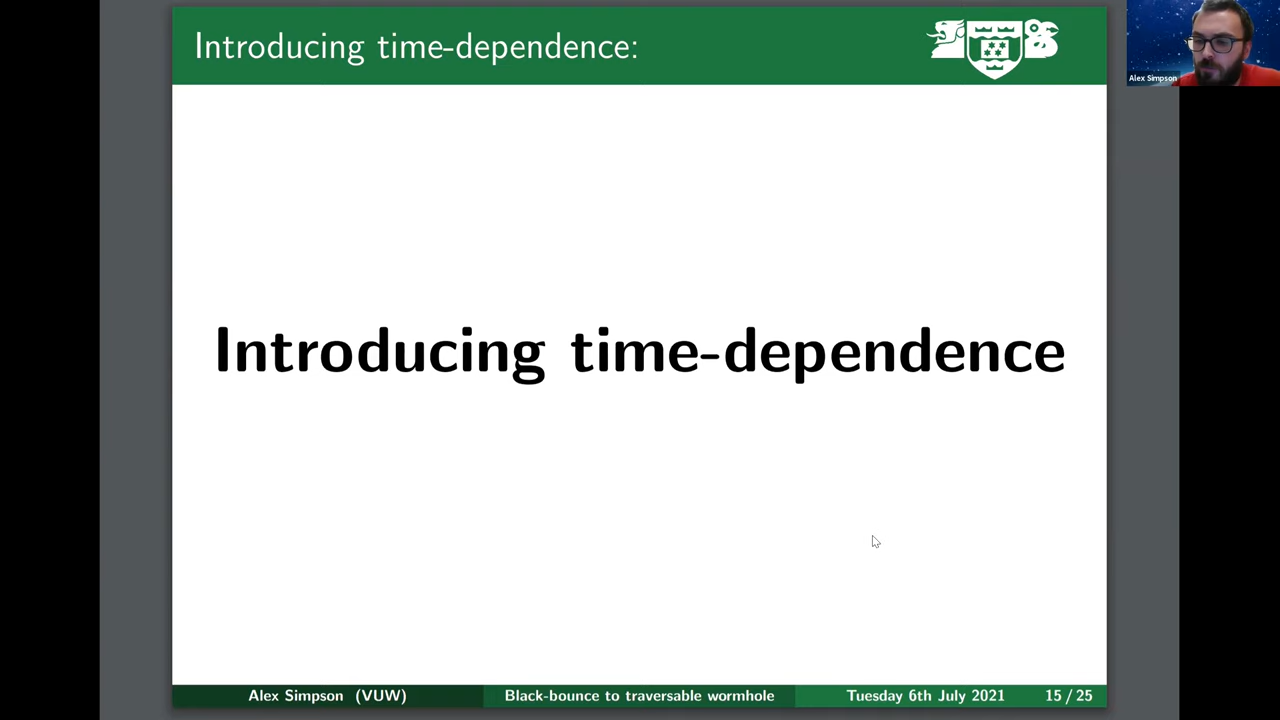 Introducing time-dependence:
Alex Simpson
Introducing time-dependence
Alex Simpson (VUW) Black-bounce to traversable wormhole Tuesday 6th July 2021 15 / 25